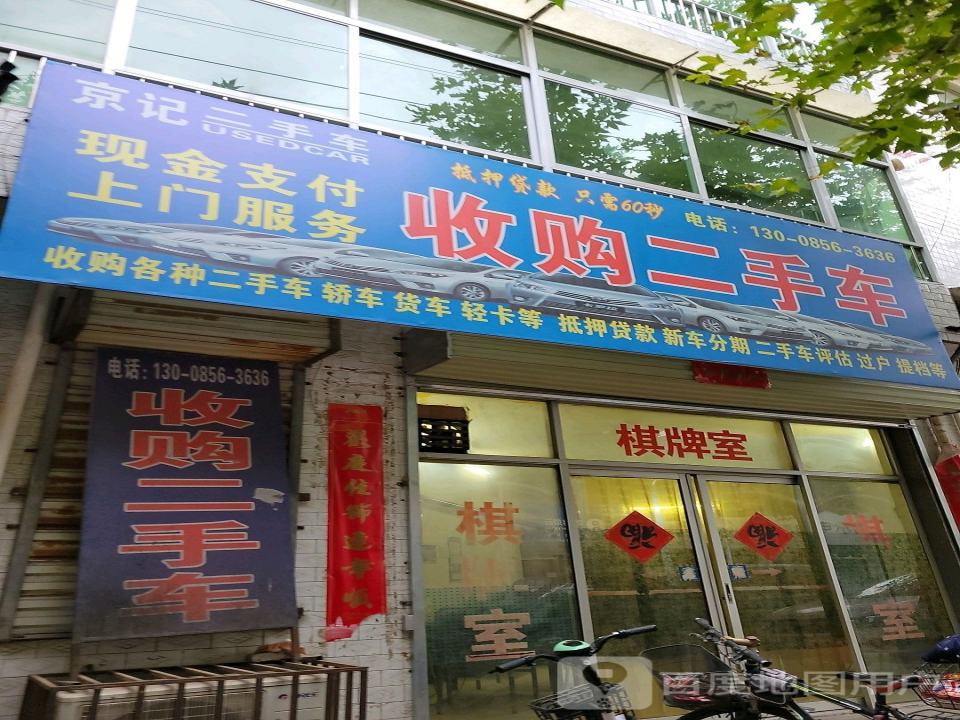 京记二手车
USEDCAR
现金支付
上门服务
抵押贷款 只需60秒
电话：130-0856-3636
收购二手车
收购各种二手车 轿车 货车 轻卡等 抵押贷款 新车分期 二手车评估 过户 提档等
电话:130-0856-3636
收购二手车
棋牌室
棋牌室
福
福
棋牌室
百度地图用户